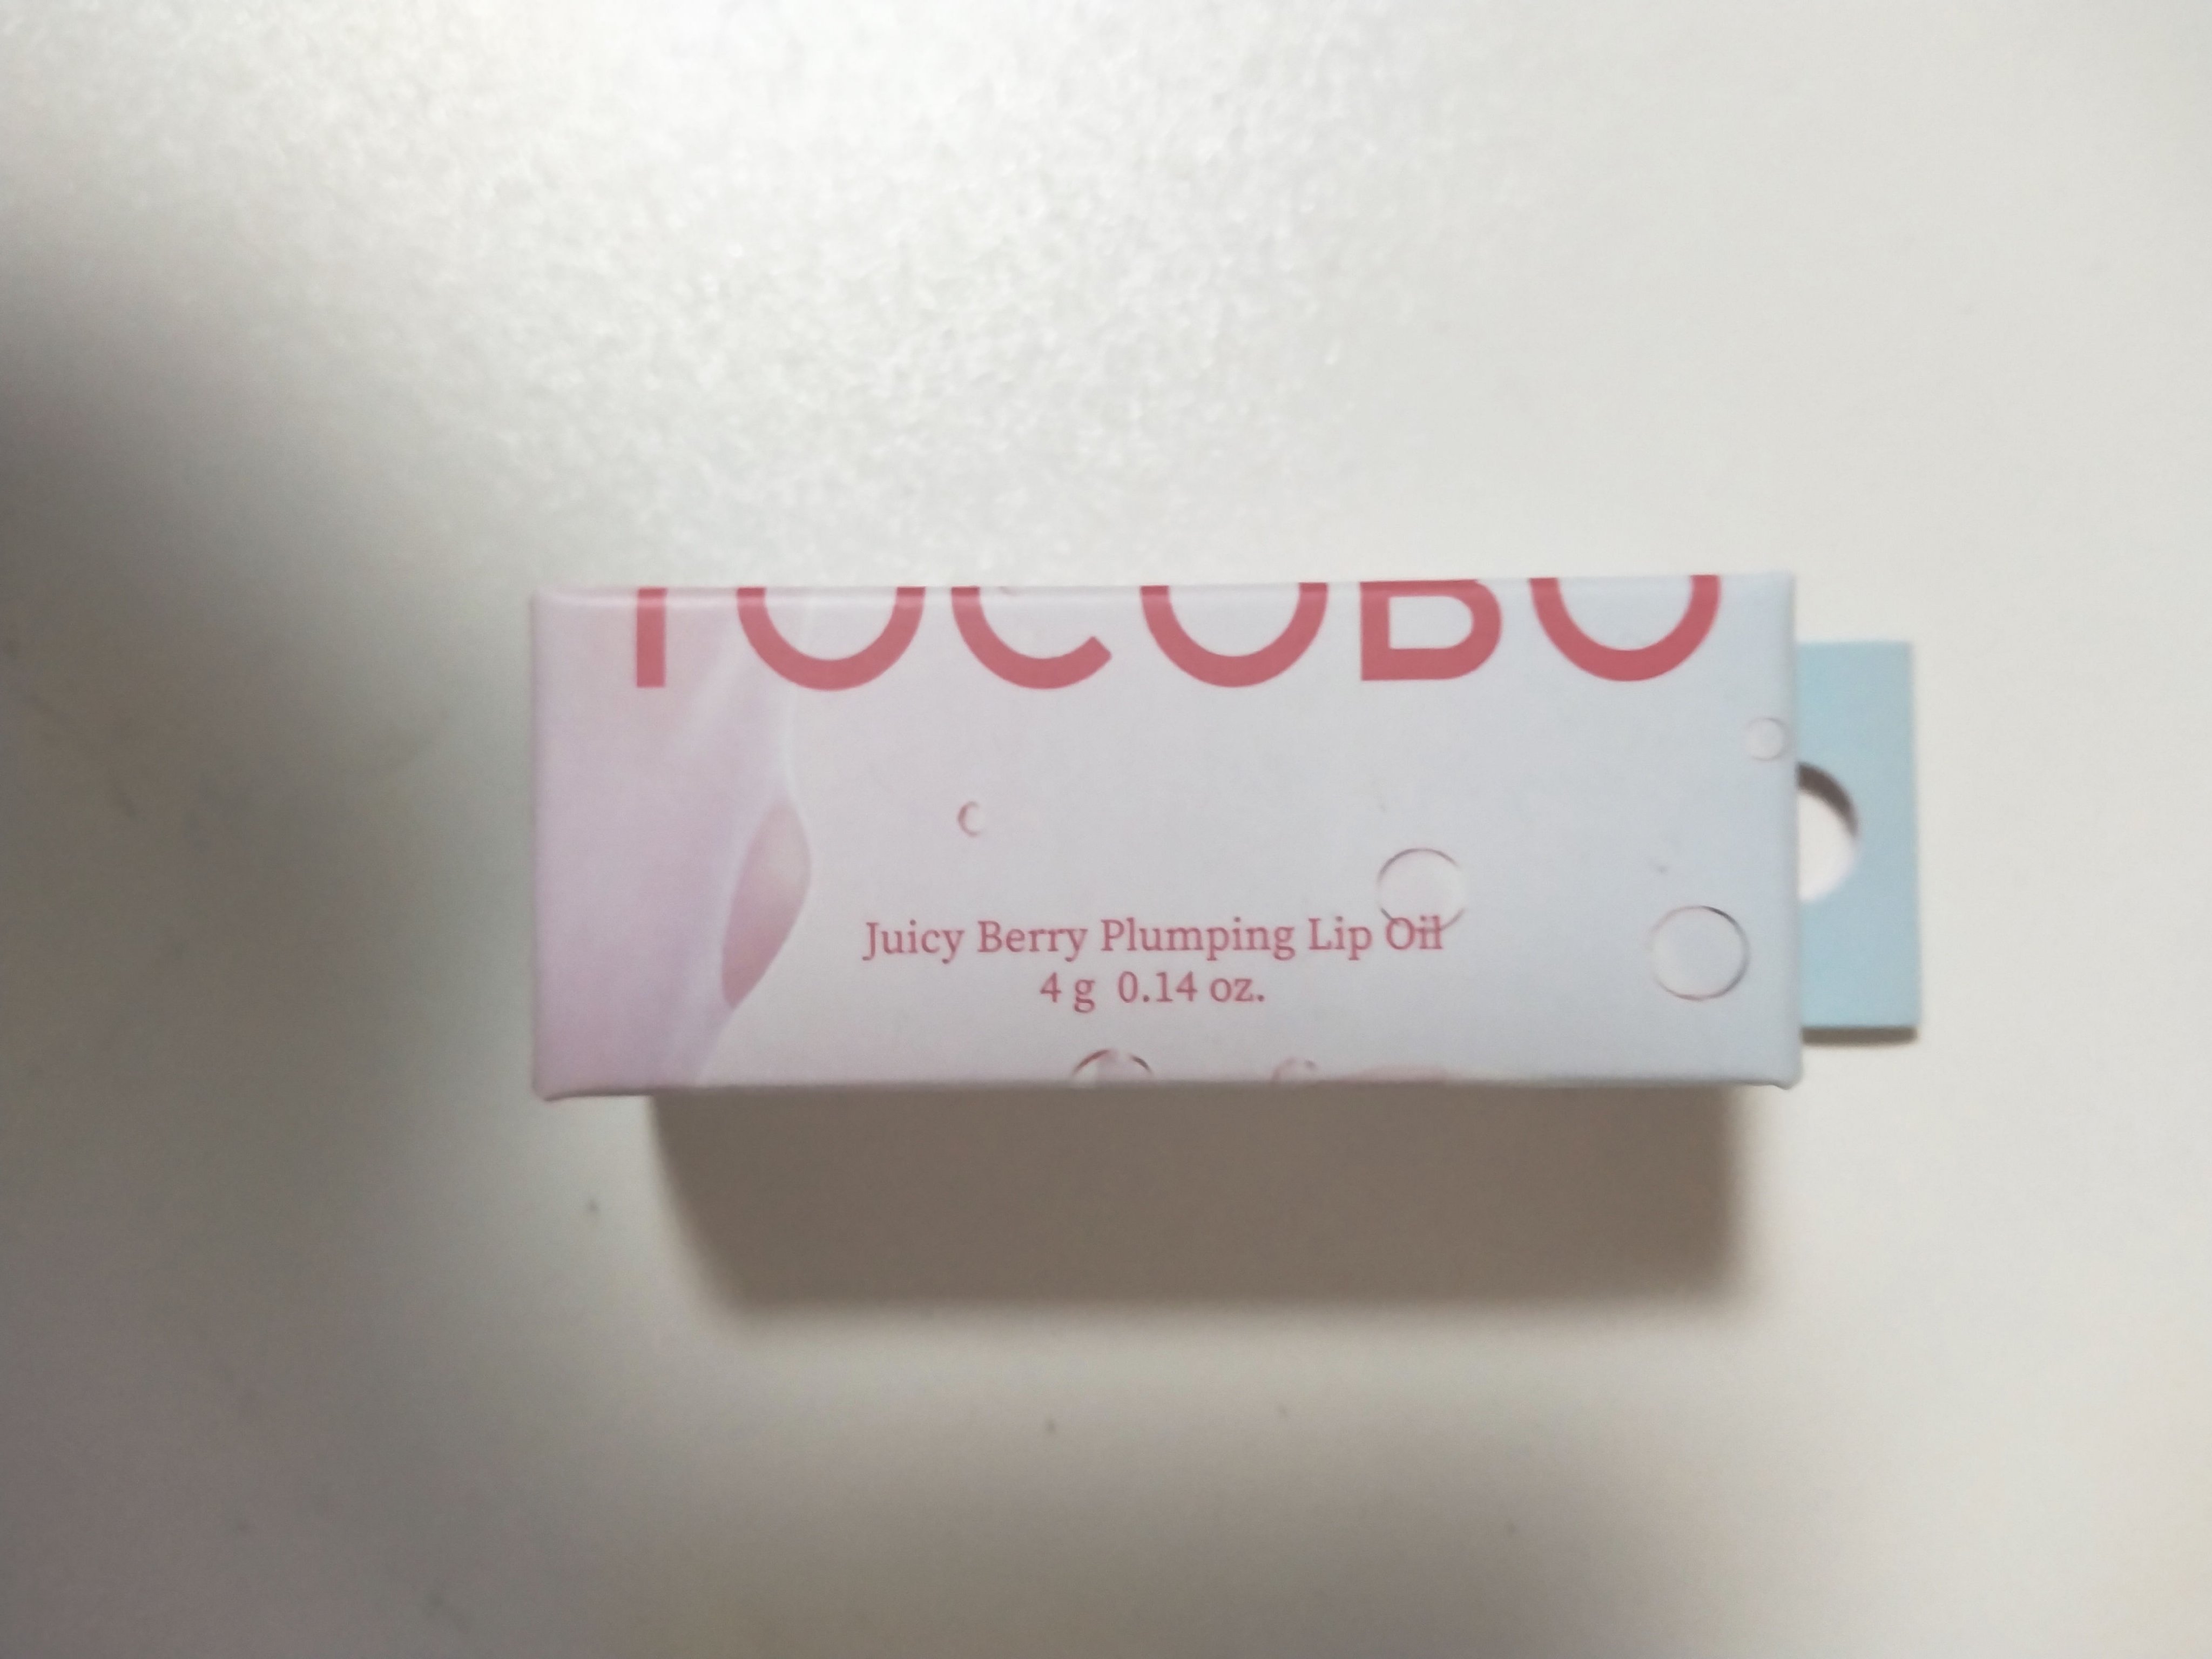 TOCOBO
Juicy Berry Plumping Lip Oil
4 g 0.14 oz.